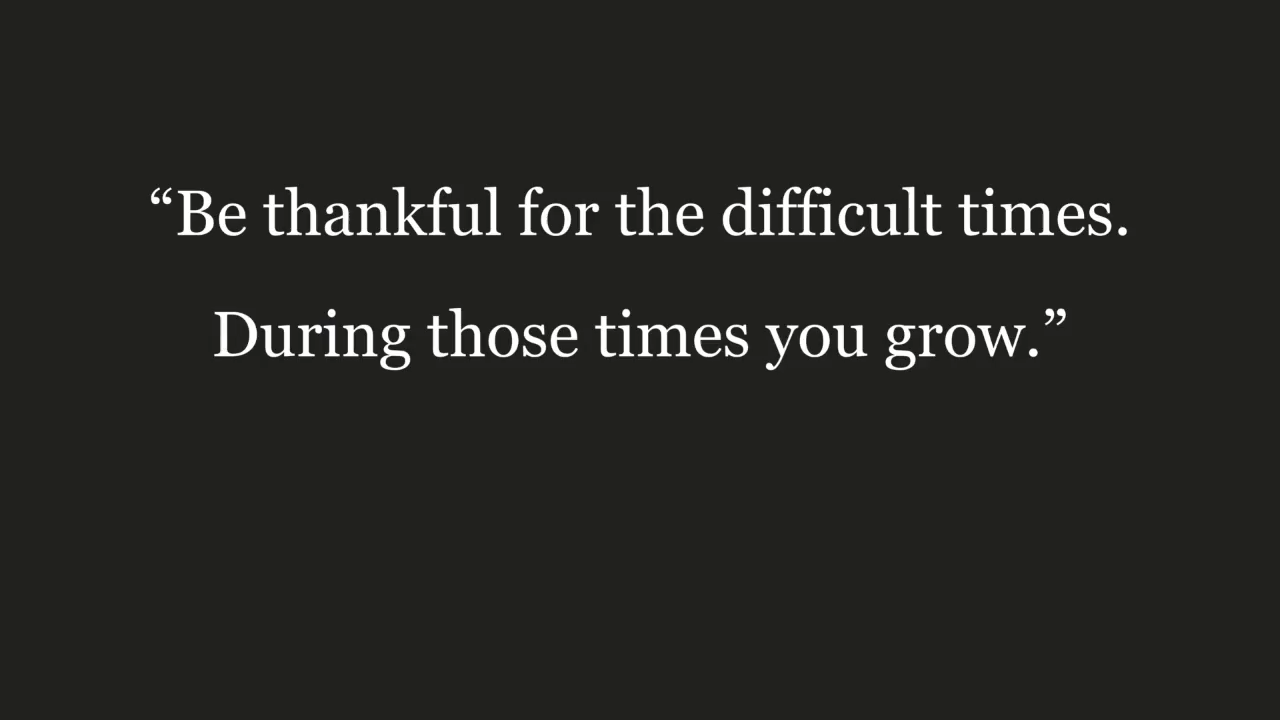 “Be thankful for the difficult times.
During those times you grow.”